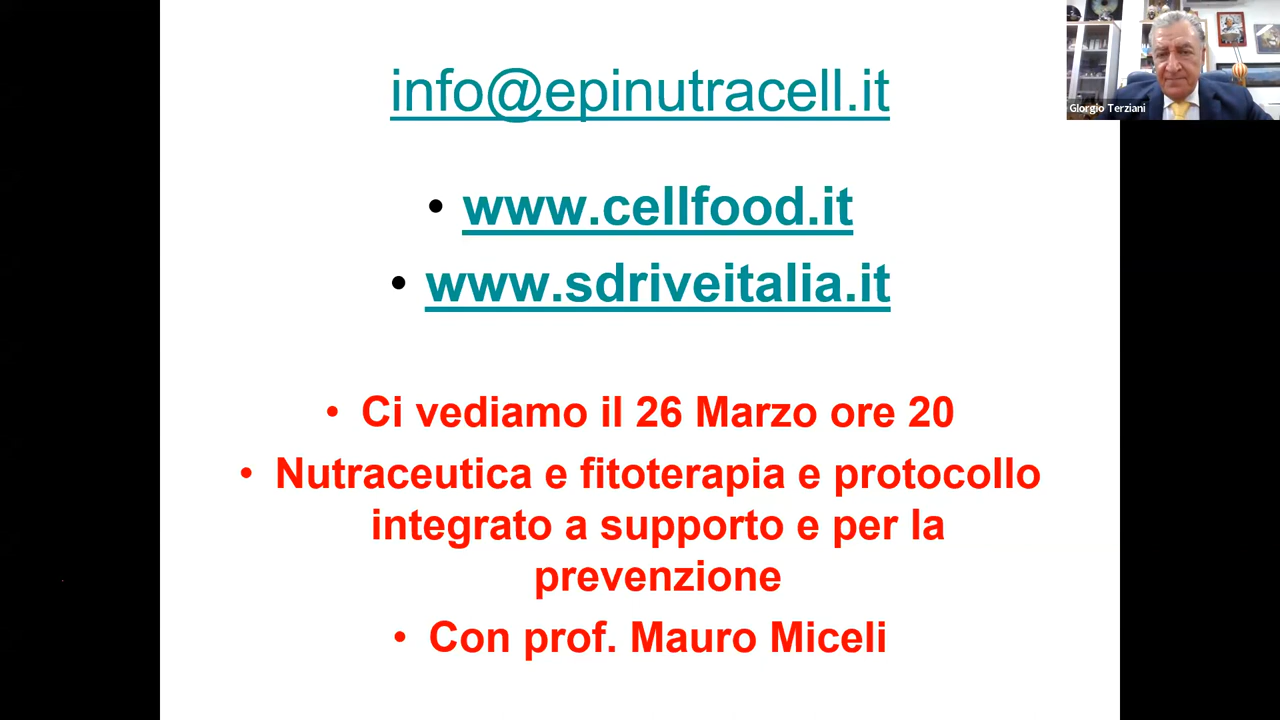 info@epinutracell.it
GIorgio Terziani
• www.cellfood.it
• www.sdriveitalia.it
• Ci vediamo il 26 Marzo ore 20
• Nutraceutica e fitoterapia e protocollo
integrato a supporto e per la
prevenzione
• Con prof. Mauro Miceli